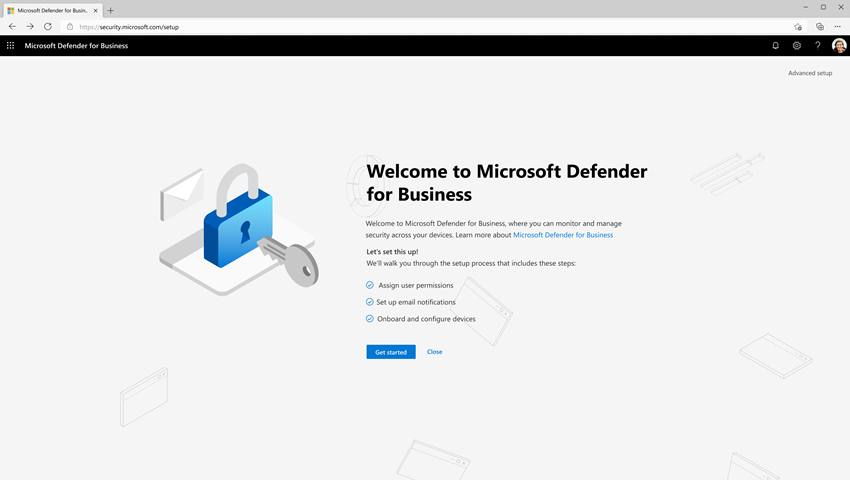 Microsoft Defender for Busin..
https://security.microsoft.com/setup
Microsoft Defender for Business
Advanced setup
Welcome to Microsoft Defender
for Business
Welcome to Microsoft Defender for Business, where you can monitor and manage
security across your devices. Learn more about Microsoft Defender for Business
Let's set this up!
We'll walk you through the setup process that includes these steps:
Assign user permissions
Set up email notifications
Onboard and configure devices
Get started Close